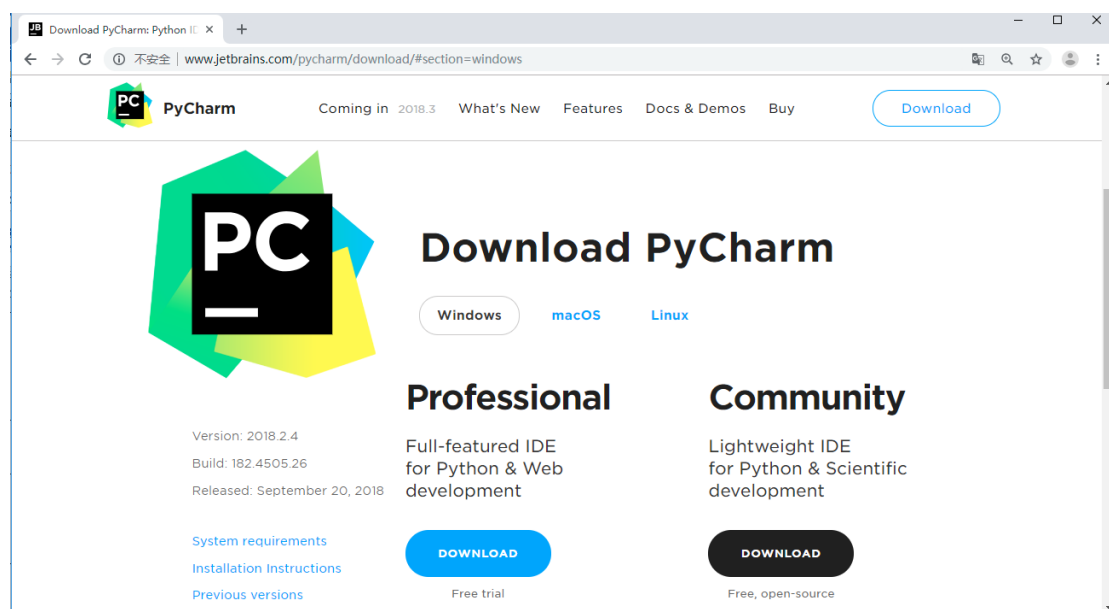 JB
Download PyCharm: Python I
不安全 | www.jetbrains.com/pycharm/download/#section=windows
PC
PyCharm Coming in 2018.3 What's New Features Docs & Demos Buy Download
PC
Download PyCharm
Windows macOS Linux
Professional
Full-featured IDE
for Python & Web
development
DOWNLOAD
Free trial
Community
Lightweight IDE
for Python & Scientific
development
DOWNLOAD
Free, open-source
Version: 2018.2.4
Build: 182.4505.26
Released: September 20, 2018
System requirements
Installation Instructions
Previous versions